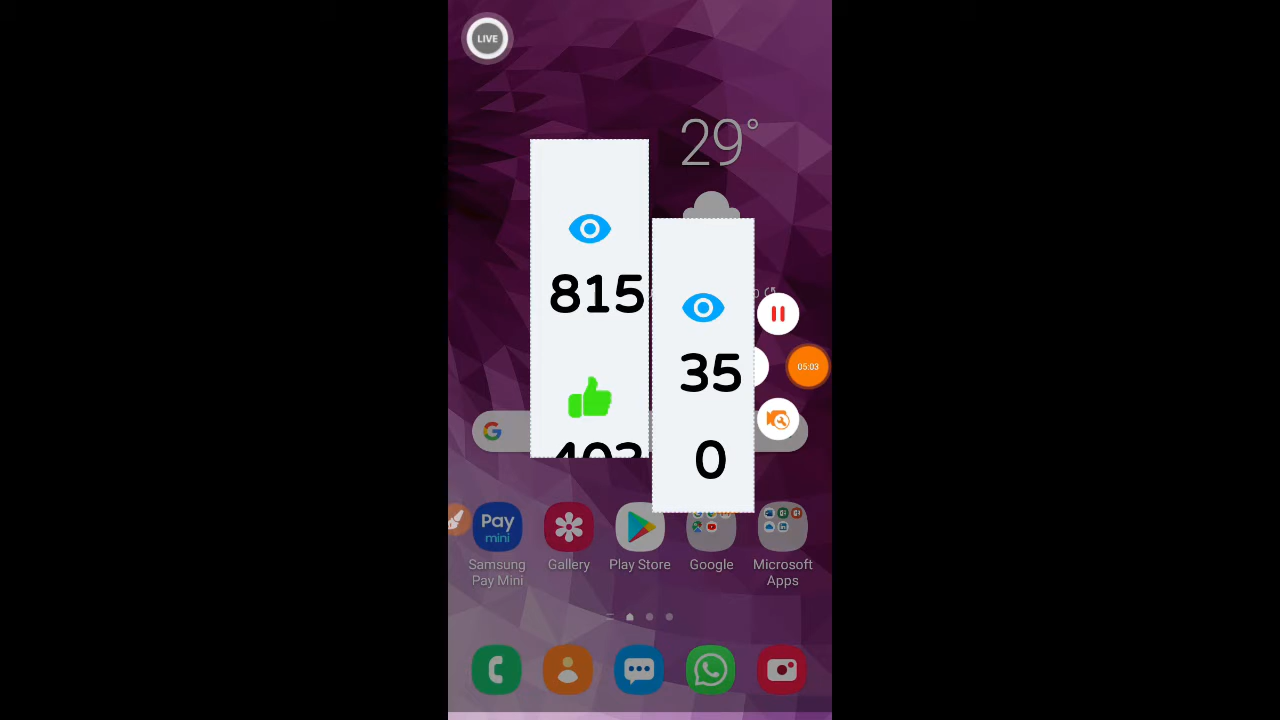 LIVE
29°
815
35
0
05:03
G
Pay
mini
Samsung
Pay Mini
Gallery
Play Store
Google
Microsoft
Apps